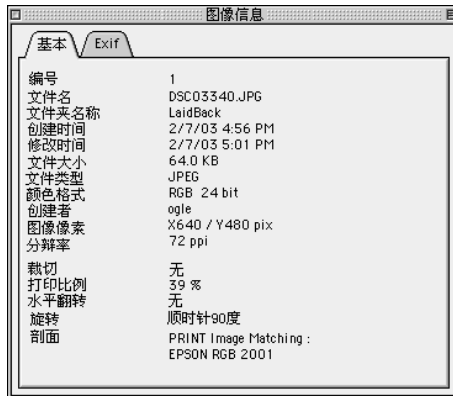 图像信息
基本 Exif
编号 1
文件名 DSC03340.JPG
文件夹名称 LaidBack
创建时间 2/7/03 4:56 PM
修改时间 2/7/03 5:01 PM
文件大小 64.0 KB
文件类型 JPEG
颜色格式 RGB 24 bit
创建者 ogle
图像像素 X640 / Y480 pix
分辩率 72 ppi
裁切 无
打印比例 39 %
水平翻转 无
旋转 顺时针90度
剖面 PRINT Image Matching :
EPSON RGB 2001